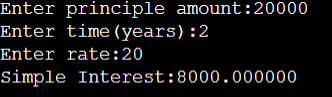 Enter principle amount:20000
Enter time(years):2
Enter rate:20
Simple Interest:8000.000000